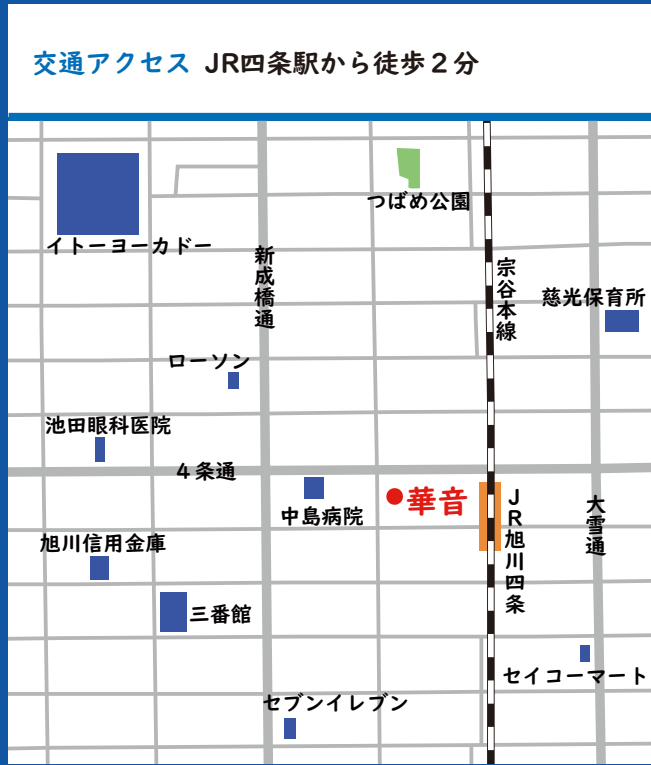 交通アクセス JR四条駅から徒歩２分
つばめ公園
イトーヨーカドー
新成橋通
宗谷本線
慈光保育所
ローソン
池田眼科医院
４条通
華音
中島病院
JR旭川四条
大雪通
旭川信用金庫
三番館
セイコーマート
セブンイレブン